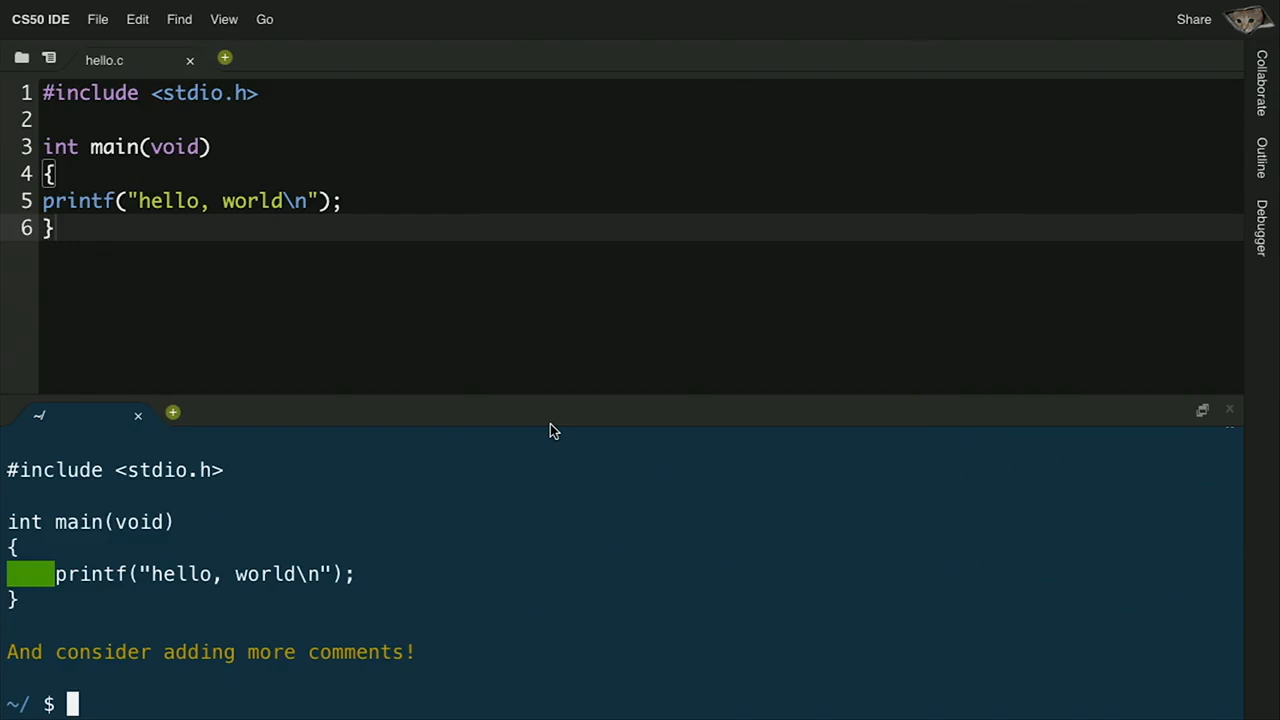 CS50 IDE File Edit Find View Go Share
hello.c
Collaborate
Outline
Debugger
1 #include <stdio.h>
2
3 int main(void)
4 {
5 printf("hello, world\n");
6 }
~/
#include <stdio.h>

int main(void)
{
    printf("hello, world\n");
}

And consider adding more comments!

~/ $